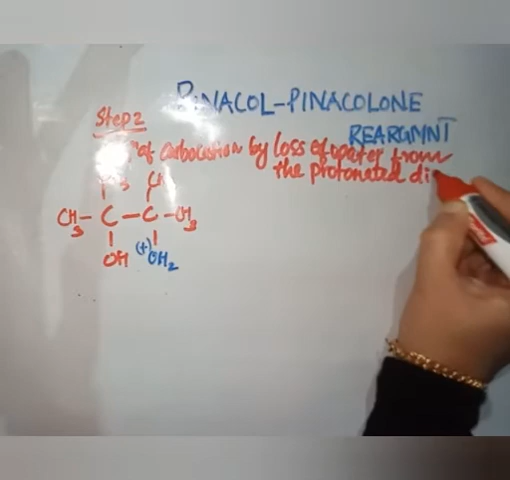 PINACOL-PINACOLONE
REARGMNT
Step 2
of carbocation by loss of water from
the protonated di
CH3-C-C-CH3
OH (+)OH2